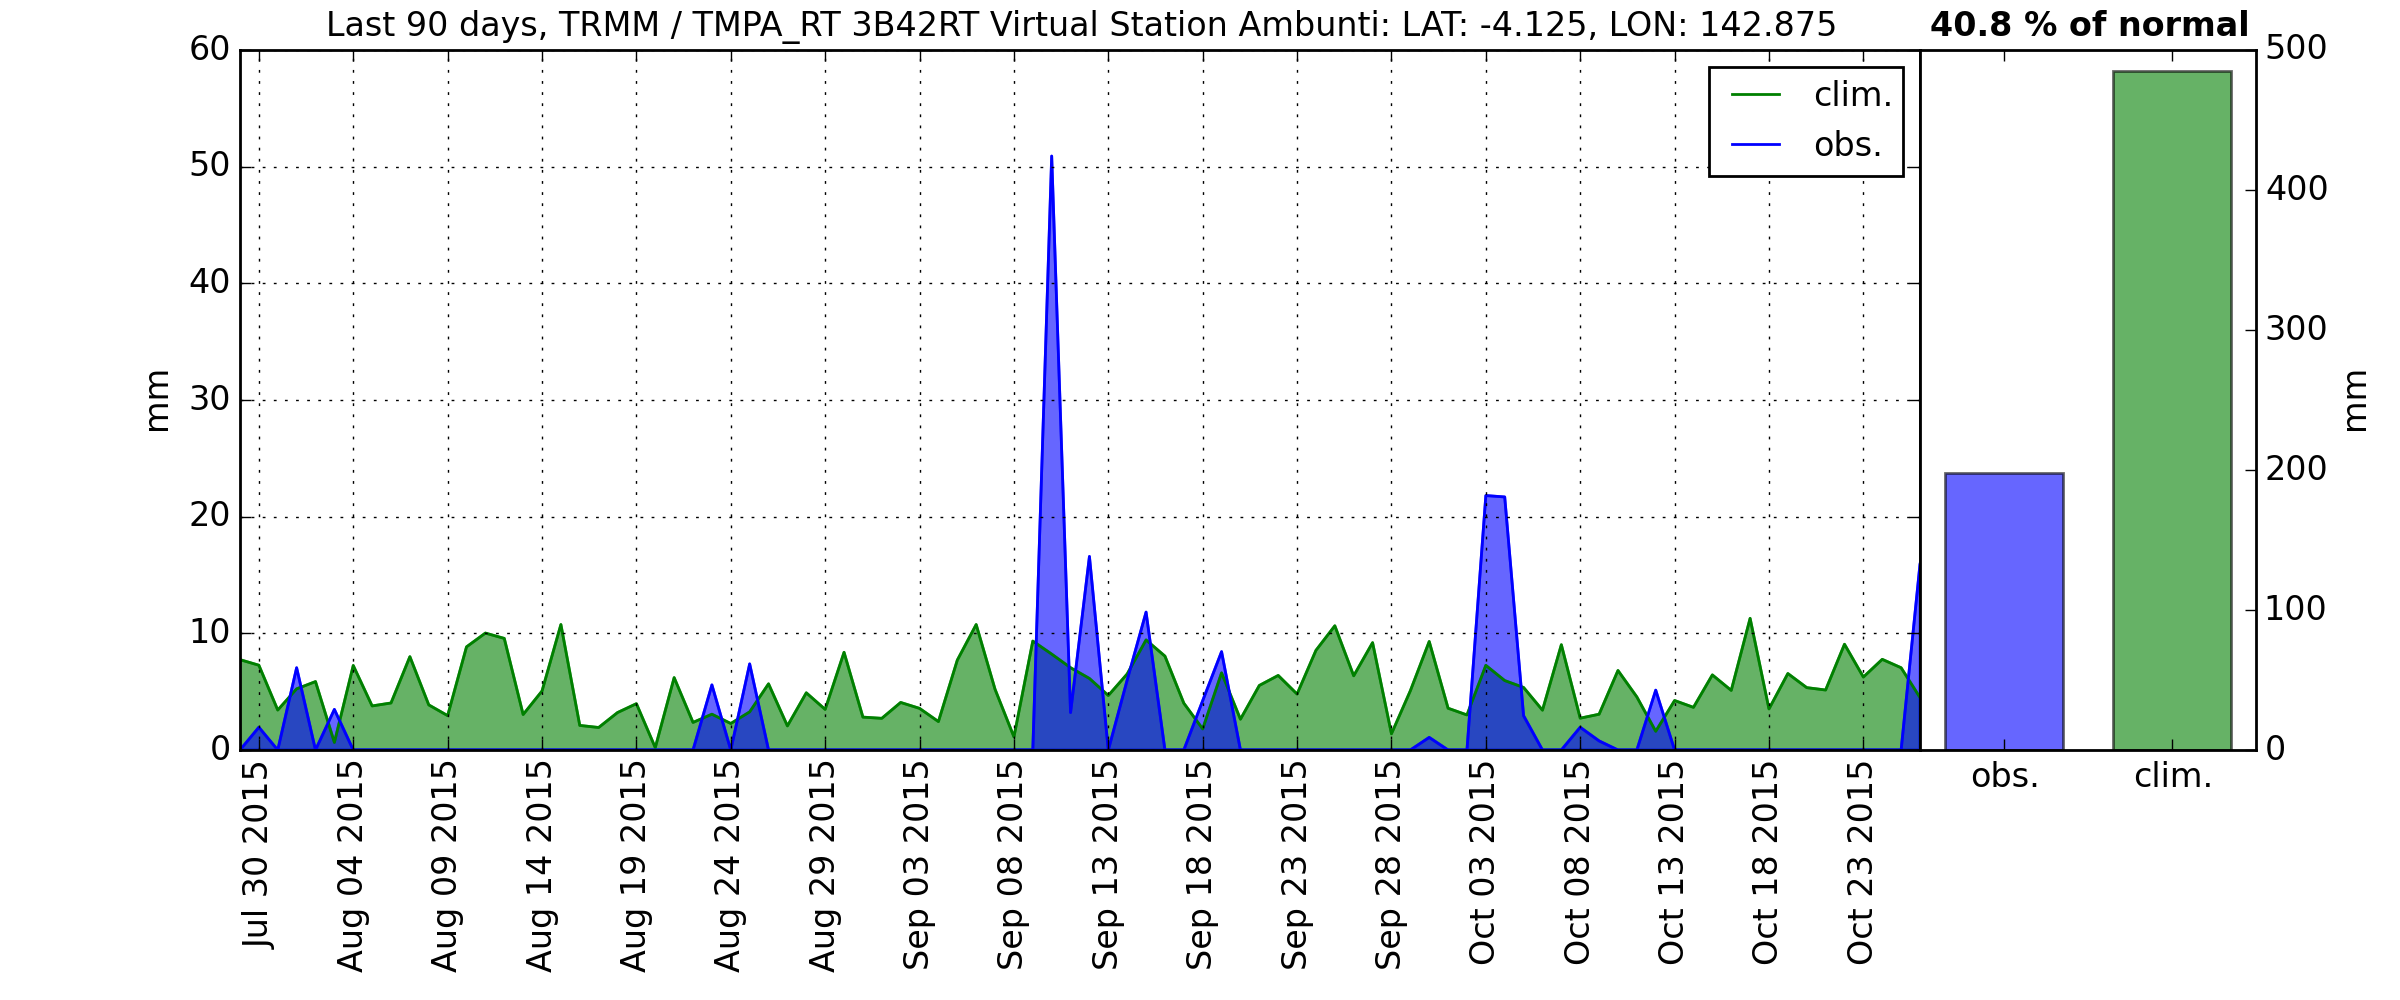 Last 90 days, TRMM / TMPA_RT 3B42RT Virtual Station Ambunti: LAT: -4.125, LON: 142.875
40.8 % of normal
60
50
40
30
20
10
0
mm
clim.
obs.
500
400
300
200
100
0
mm
obs.
clim.
Jul 30 2015
Aug 04 2015
Aug 09 2015
Aug 14 2015
Aug 19 2015
Aug 24 2015
Aug 29 2015
Sep 03 2015
Sep 08 2015
Sep 13 2015
Sep 18 2015
Sep 23 2015
Sep 28 2015
Oct 03 2015
Oct 08 2015
Oct 13 2015
Oct 18 2015
Oct 23 2015